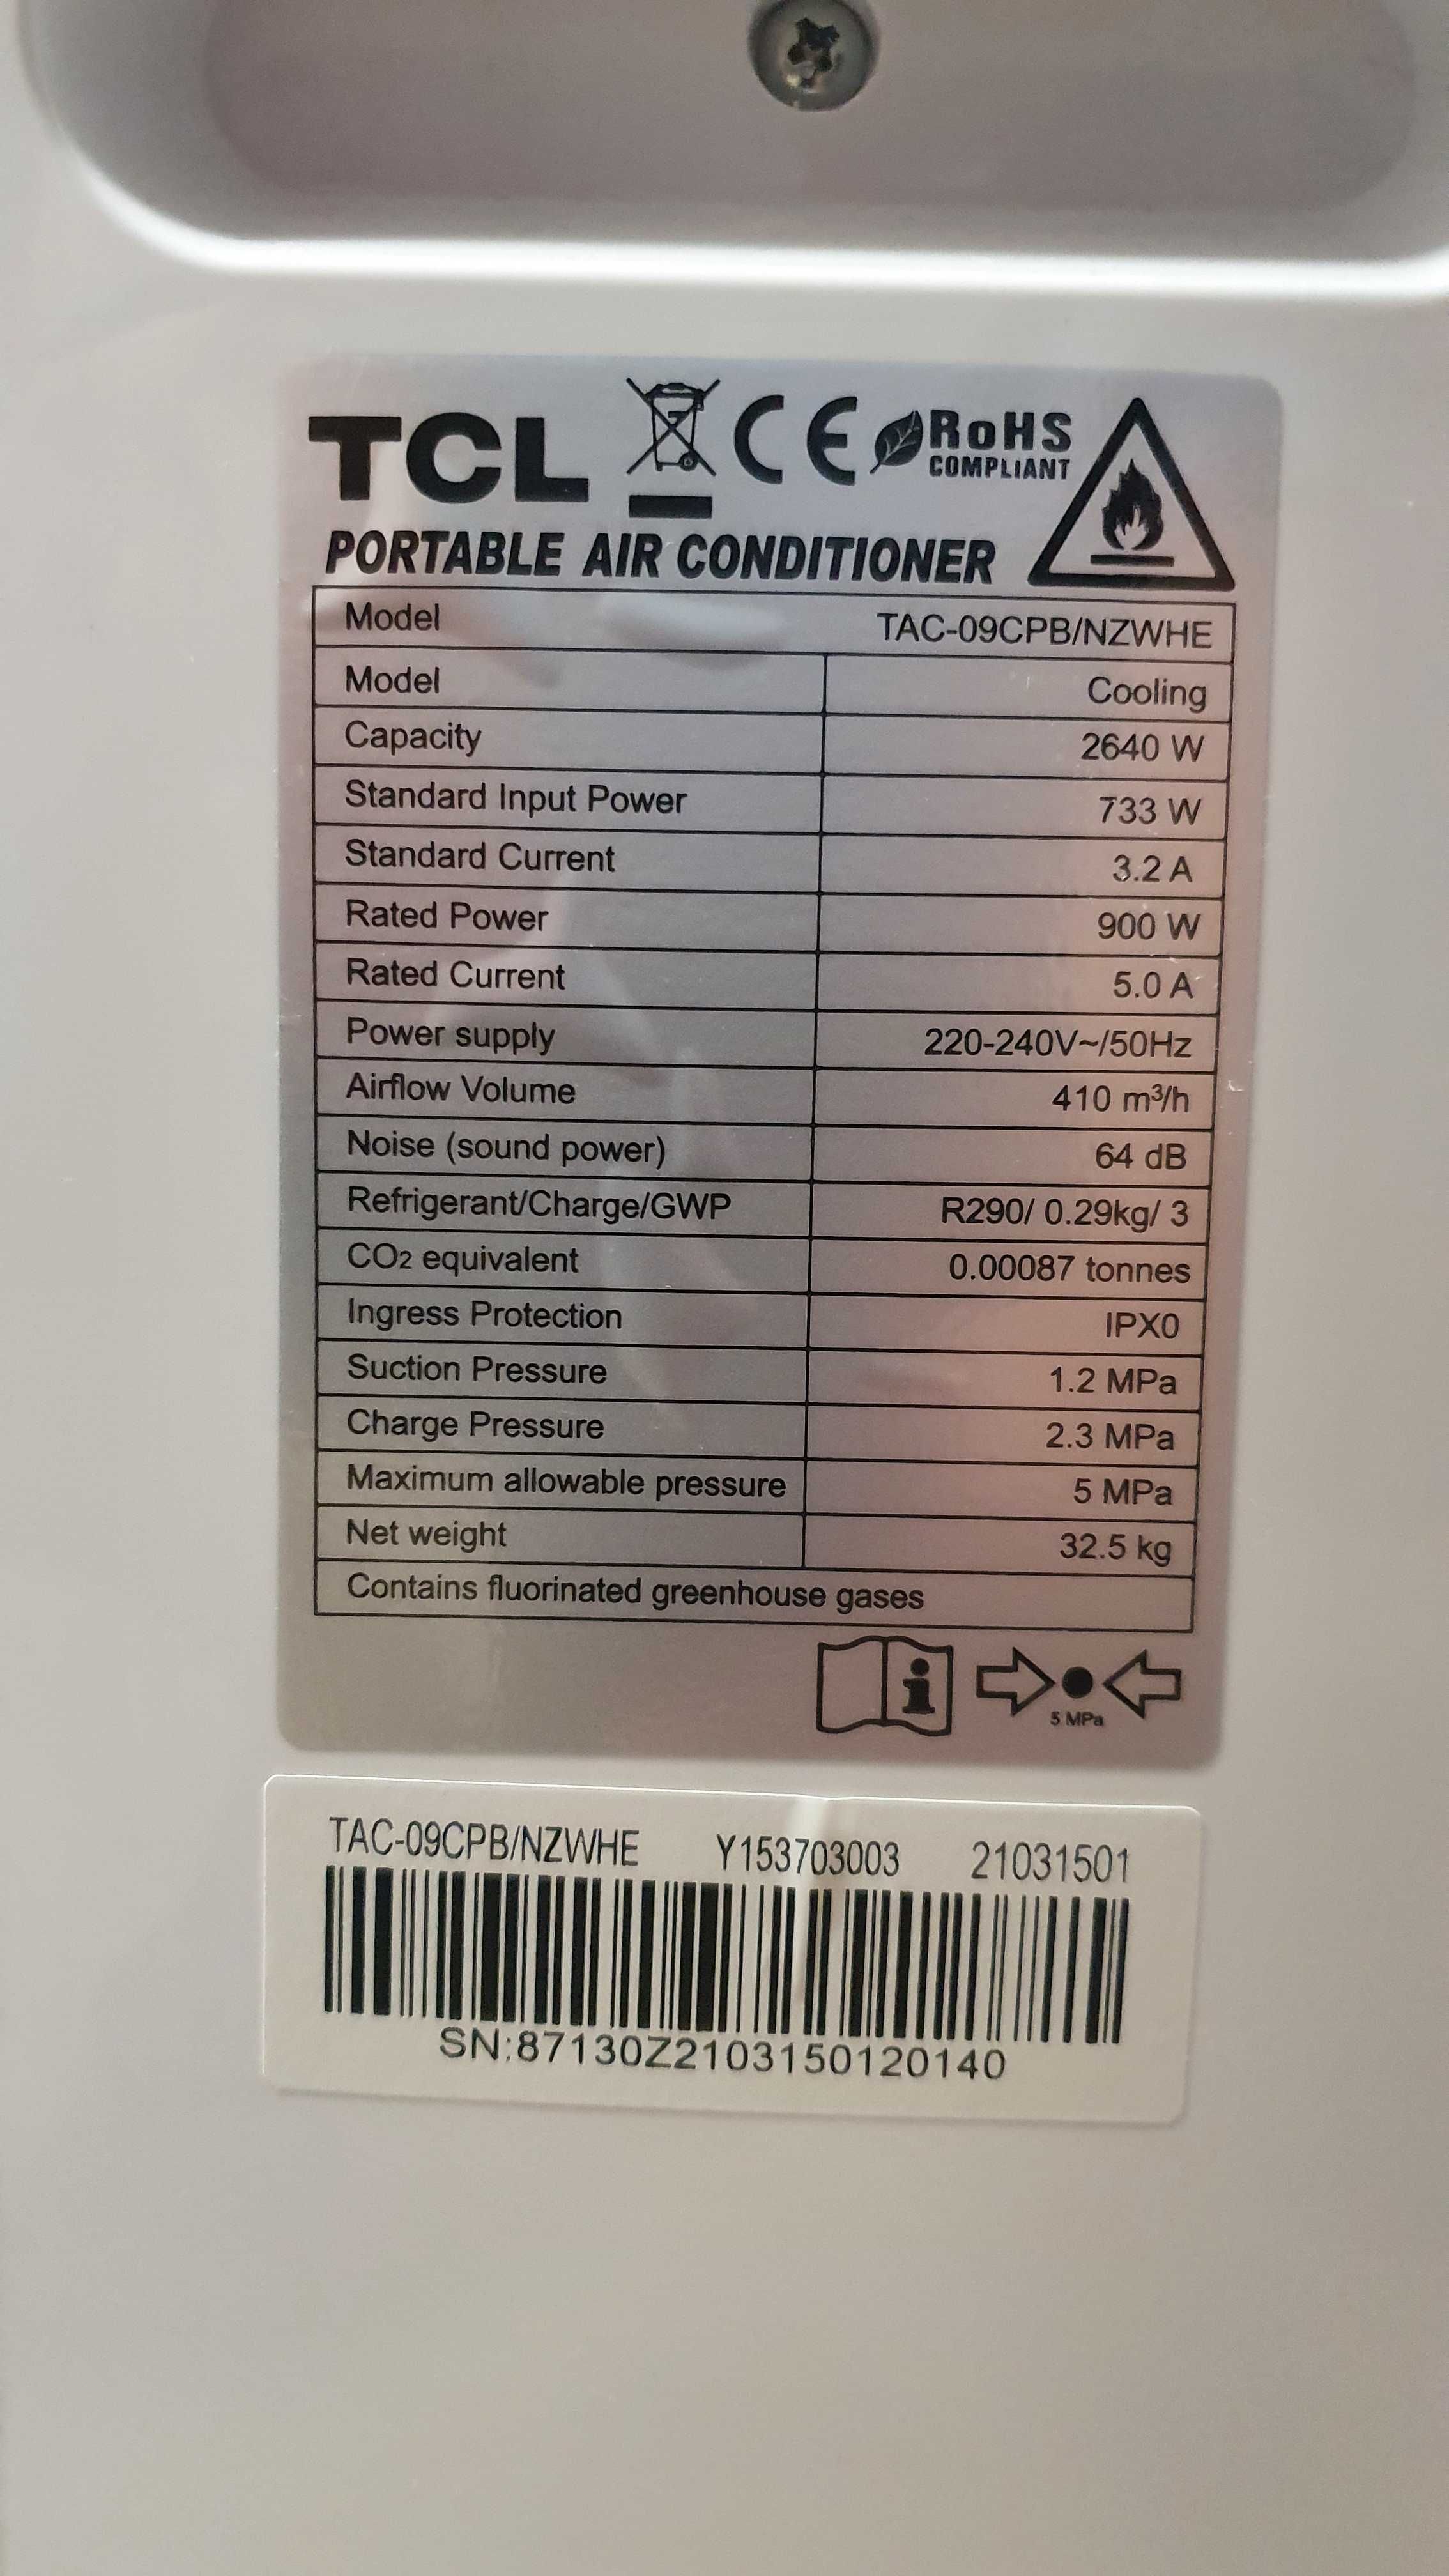 TCL CE RoHS
COMPLIANT
PORTABLE AIR CONDITIONER
Model TAC-09CPB/NZWHE
Model Cooling
Capacity 2640 W
Standard Input Power 733 W
Standard Current 3.2 A
Rated Power 900 W
Rated Current 5.0 A
Power supply 220-240V~/50Hz
Airflow Volume 410 m³/h
Noise (sound power) 64 dB
Refrigerant/Charge/GWP R290/ 0.29kg/ 3
CO2 equivalent 0.00087 tonnes
Ingress Protection IPX0
Suction Pressure 1.2 MPa
Charge Pressure 2.3 MPa
Maximum allowable pressure 5 MPa
Net weight 32.5 kg
Contains fluorinated greenhouse gases
5 MPa
TAC-09CPB/NZWHE Y153703003 21031501
SN:87130Z2103150120140